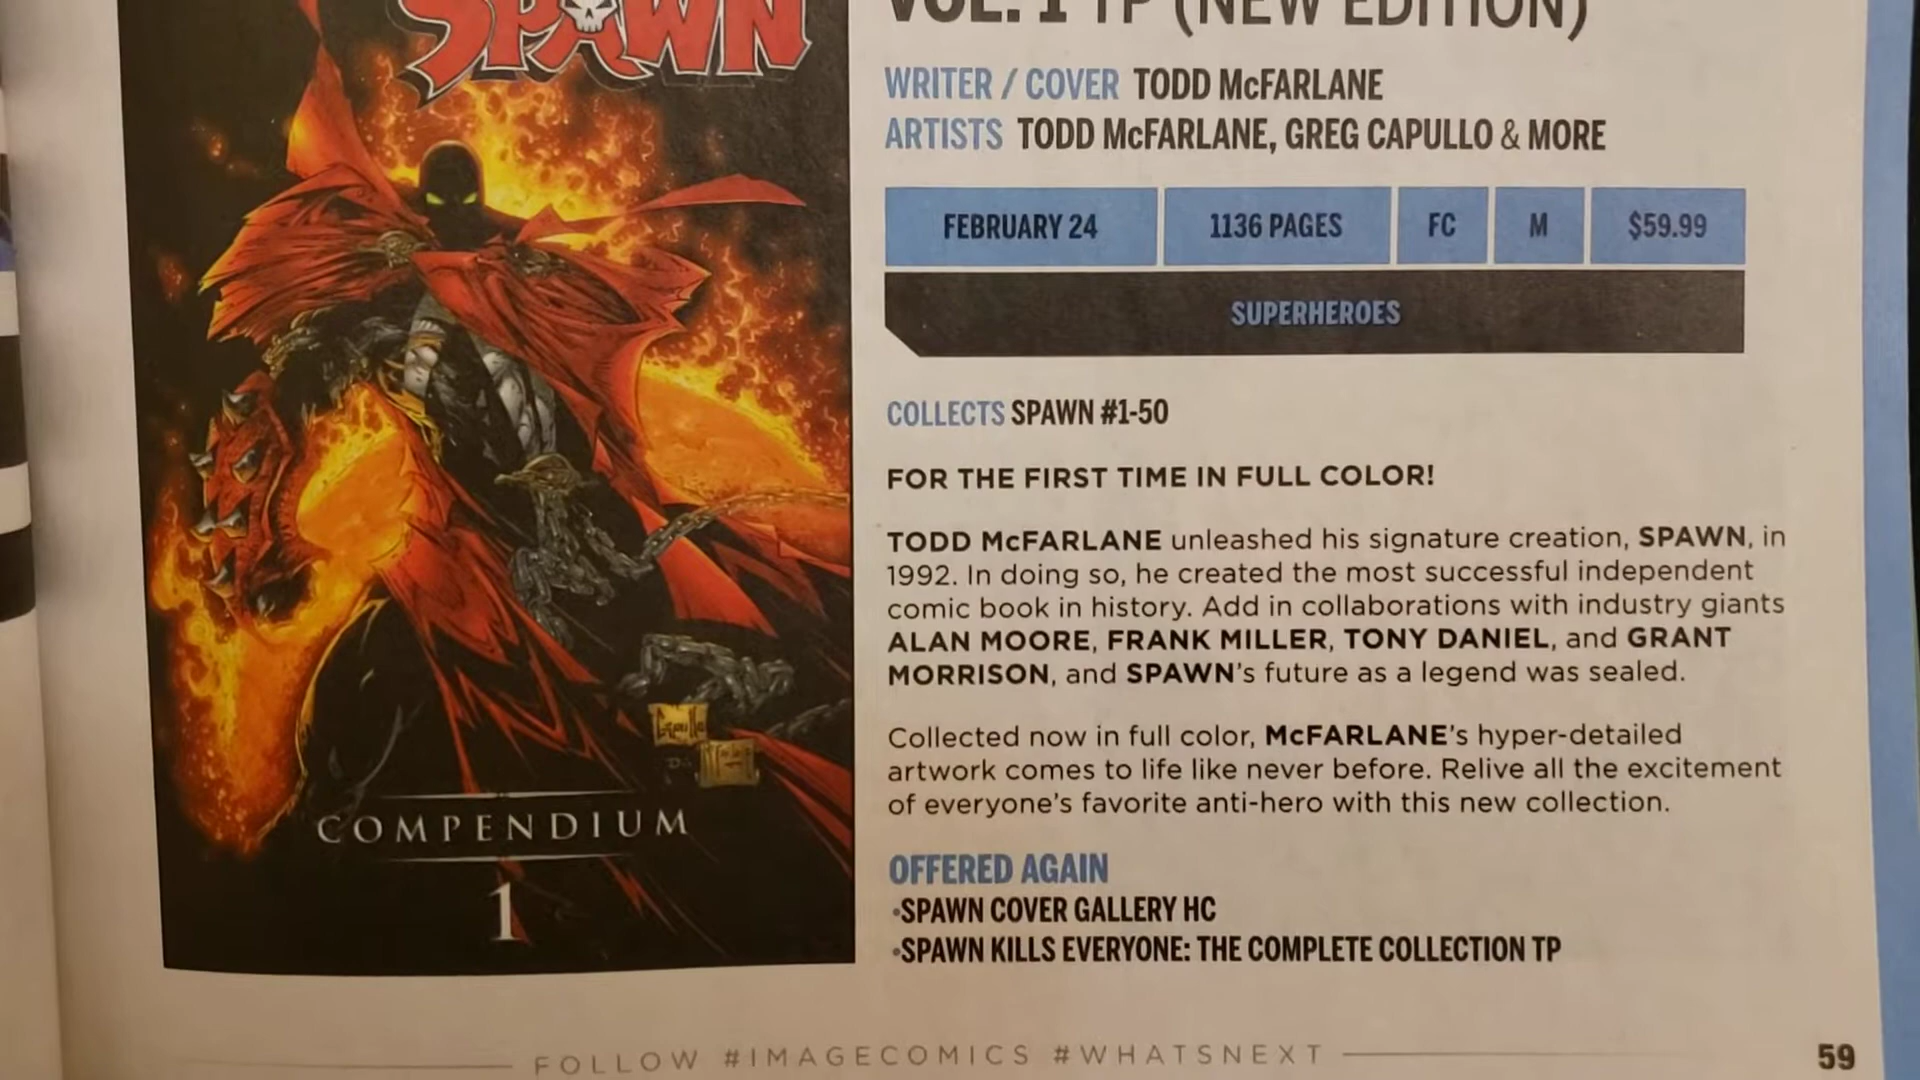 SPAWN
COMPENDIUM
1
VOL. 1 TP (NEW EDITION)
WRITER / COVER TODD McFARLANE
ARTISTS TODD McFARLANE, GREG CAPULLO & MORE
FEBRUARY 24 1136 PAGES FC M $59.99
SUPERHEROES
COLLECTS SPAWN #1-50
FOR THE FIRST TIME IN FULL COLOR!
TODD McFARLANE unleashed his signature creation, SPAWN, in
1992. In doing so, he created the most successful independent
comic book in history. Add in collaborations with industry giants
ALAN MOORE, FRANK MILLER, TONY DANIEL, and GRANT
MORRISON, and SPAWN's future as a legend was sealed.
Collected now in full color, McFARLANE's hyper-detailed
artwork comes to life like never before. Relive all the excitement
of everyone's favorite anti-hero with this new collection.
OFFERED AGAIN
•SPAWN COVER GALLERY HC
•SPAWN KILLS EVERYONE: THE COMPLETE COLLECTION TP
FOLLOW #IMAGECOMICS #WHATSNEXT
59